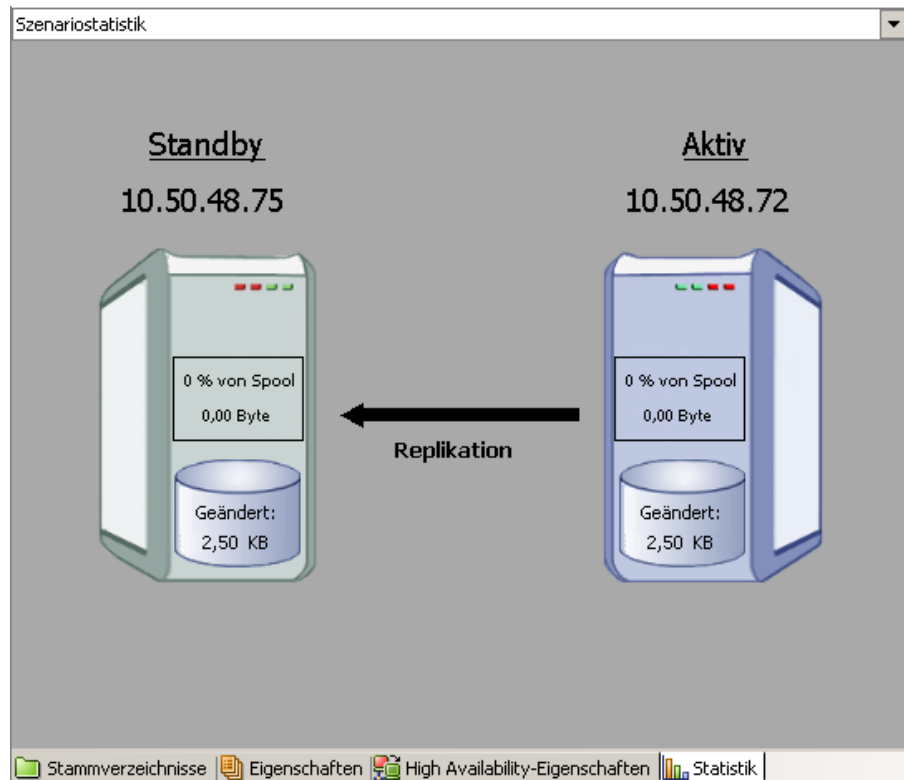 Szenariostatistik
Standby
10.50.48.75
Aktiv
10.50.48.72
0 % von Spool
0,00 Byte
Geändert:
2,50 KB
Replikation
0 % von Spool
0,00 Byte
Geändert:
2,50 KB
Stammverzeichnisse Eigenschaften High Availability-Eigenschaften Statistik